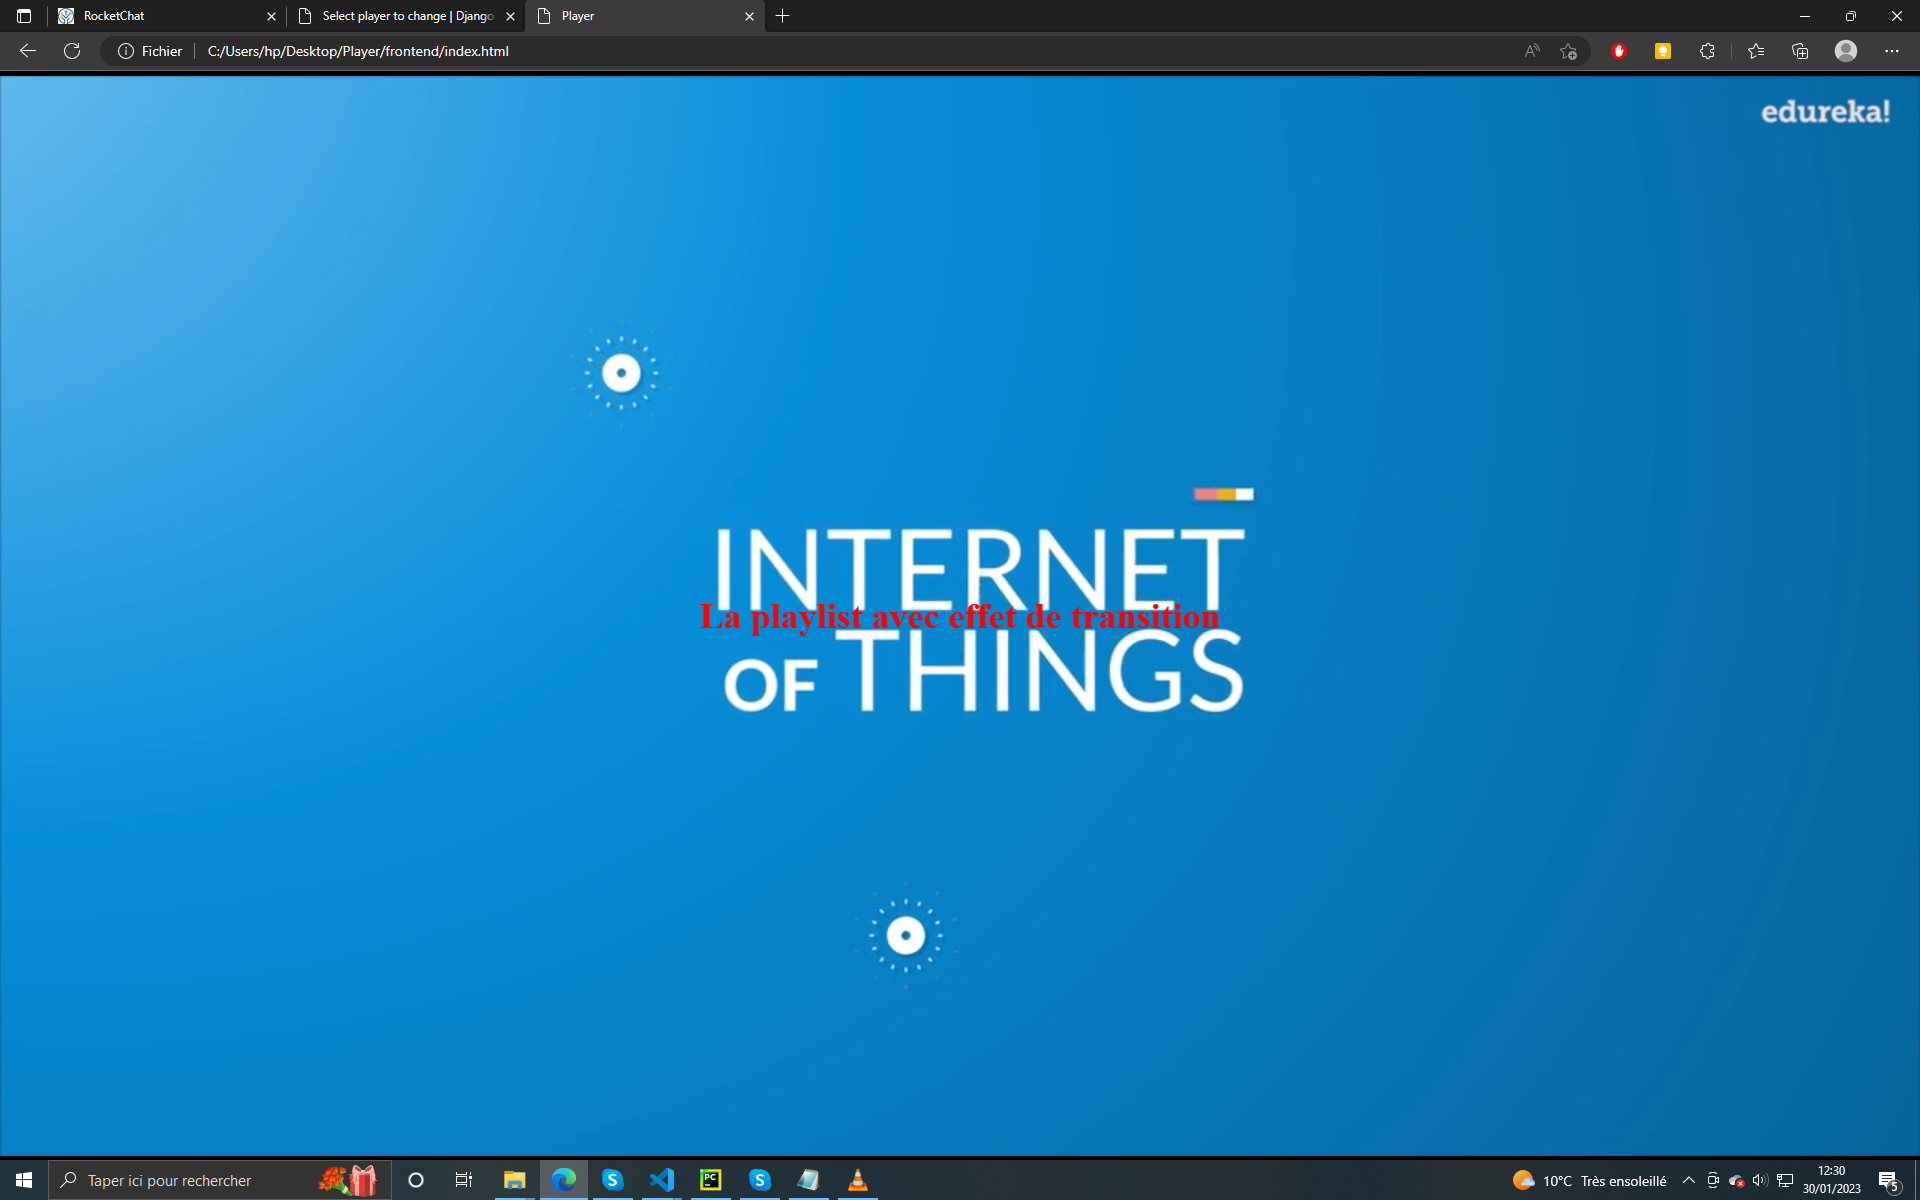 RocketChat
Select player to change | Django
Player
Fichier
C:/Users/hp/Desktop/Player/frontend/index.html
edureka!
INTERNET
La playlist avec effet de transition
OF THINGS
Taper ici pour rechercher
PC
10°C Très ensoleillé
12:30
30/01/2023
5